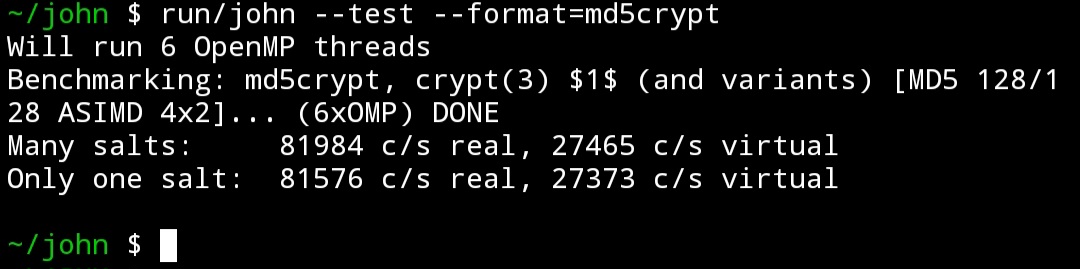 ~/john $ run/john --test --format=md5crypt
Will run 6 OpenMP threads
Benchmarking: md5crypt, crypt(3) $1$ (and variants) [MD5 128/1
28 ASIMD 4x2]... (6xOMP) DONE
Many salts:     81984 c/s real, 27465 c/s virtual
Only one salt:  81576 c/s real, 27373 c/s virtual
~/john $